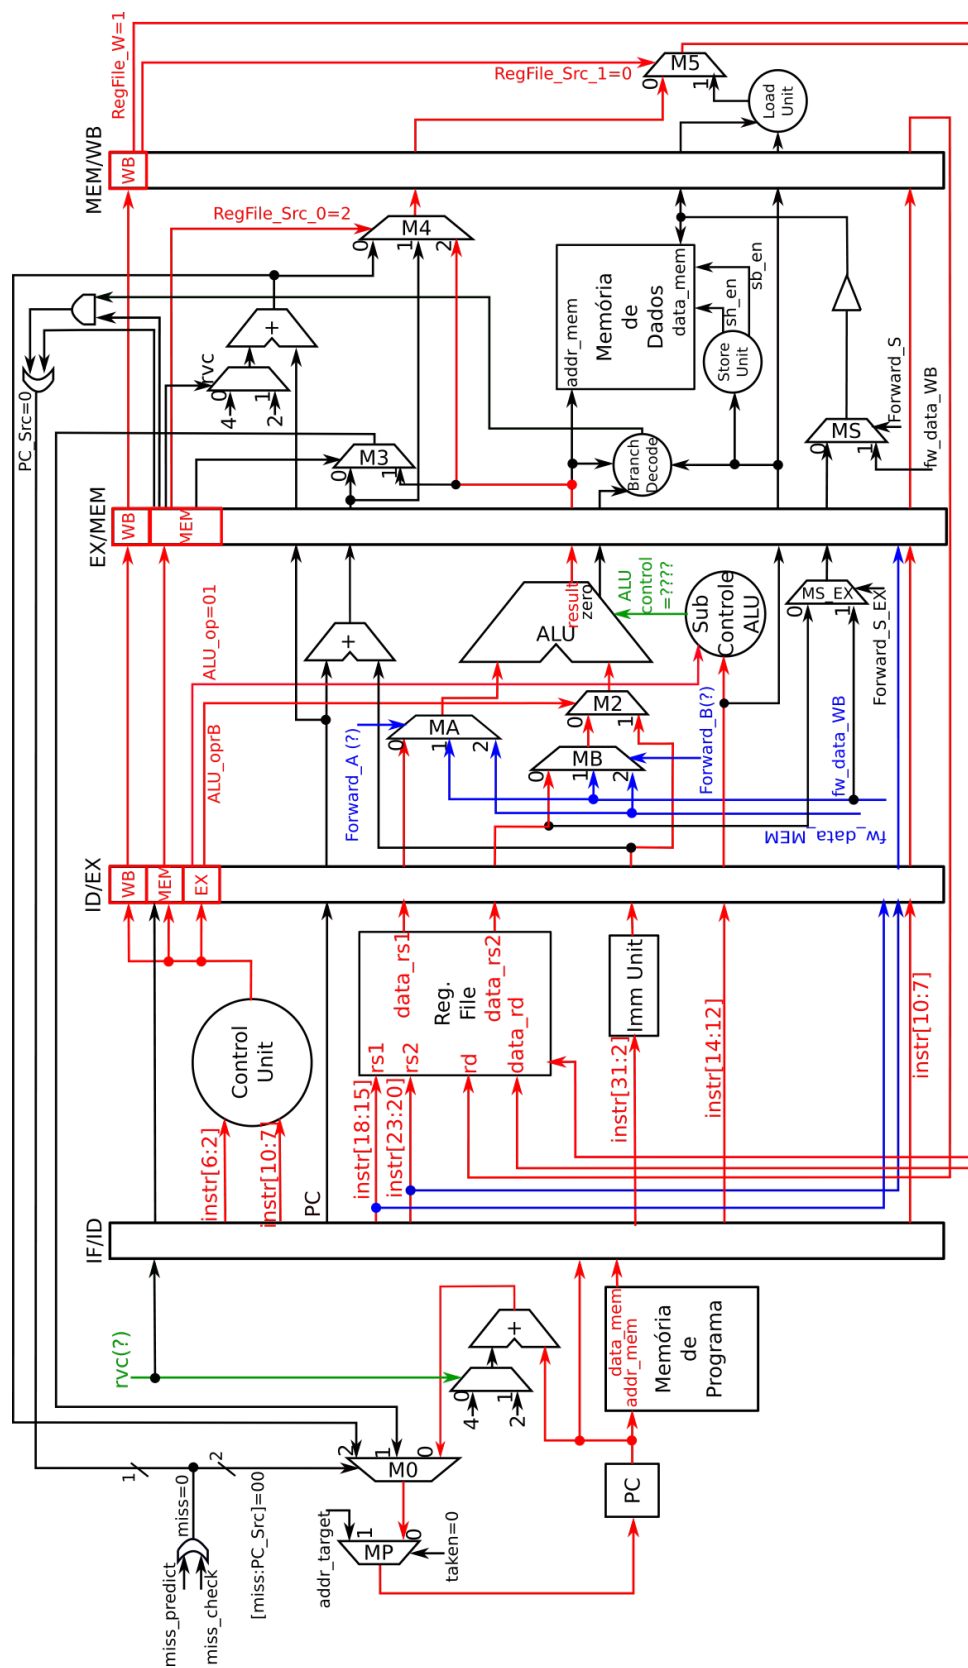 miss_predict
miss_check
miss=0
1
2
[miss:PC_Src]=00
addr_target
1
0
MP
taken=0
2
1
0
M0
PC
rvc(?)
0
1
4
2
+
data_mem
addr_mem
Memória
de
Programa
IF/ID
instr[6:2]
instr[10:7]
Control
Unit
PC
instr[18:15]
instr[23:20]
rs1
rs2
rd
data_rd
Reg.
File
data_rs1
data_rs2
instr[31:2]
Imm Unit
instr[14:12]
instr[10:7]
ID/EX
WB
MEM
EX
ALU_oprB
ALU_op=01
+
Forward_A (?)
0
1
2
MA
0
1
2
MB
Forward_B(?)
0
1
M2
fw_data_WB
fw_data_MEM
ALU
result
zero
ALU
control
=????
Sub
Controle
ALU
0
1
MS_EX
Forward_S_EX
EX/MEM
WB
MEM
PC_Src=0
rvc
0
1
4
2
+
0
1
M3
RegFile_Src_0=2
0
1
2
M4
Branch
Decode
addr_mem
Memória
de
Dados
data_mem
Store
Unit
sh_en
sb_en
0
1
MS
Forward_S
fw_data_WB
MEM/WB
WB
RegFile_W=1
RegFile_Src_1=0
0
1
M5
Load
Unit